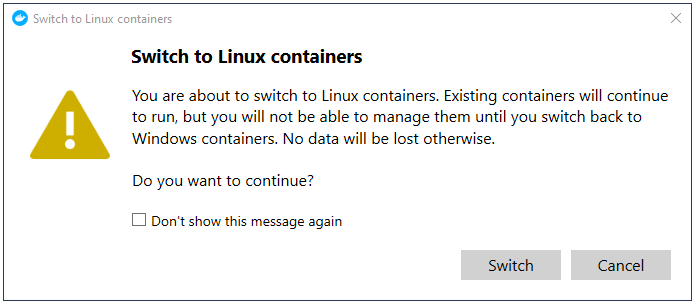 Switch to Linux containers
Switch to Linux containers
You are about to switch to Linux containers. Existing containers will continue
to run, but you will not be able to manage them until you switch back to
Windows containers. No data will be lost otherwise.
Do you want to continue?
Don't show this message again
Switch
Cancel